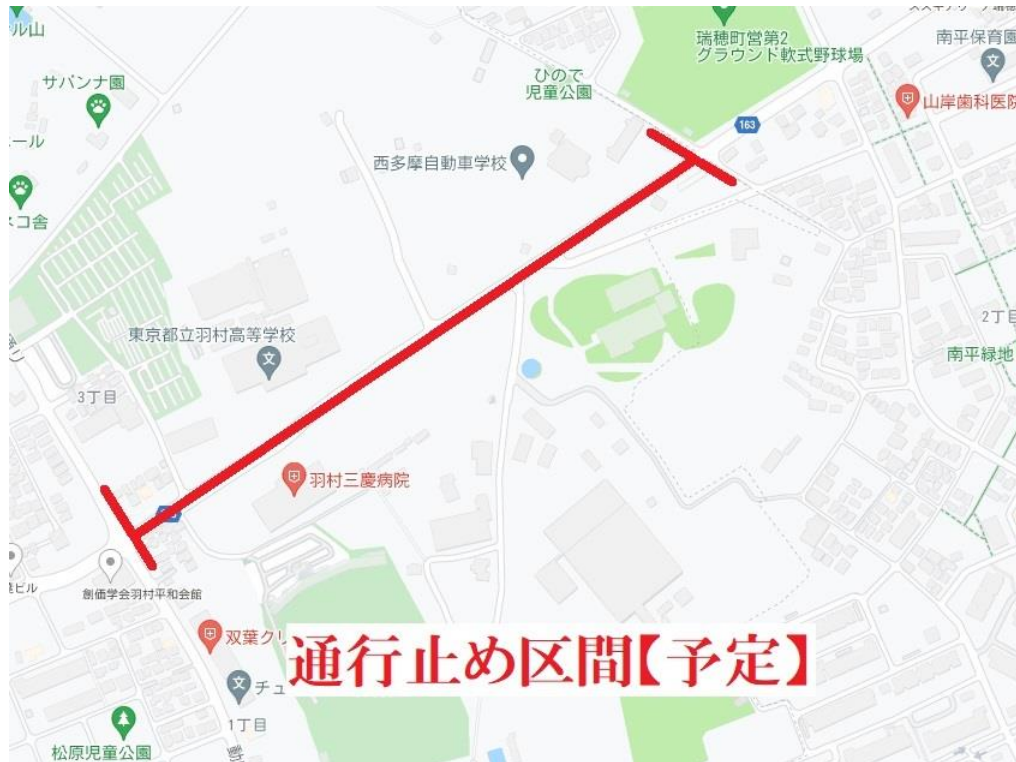 ル山
サバンナ園
ール
ネコ舎
瑞穂町営第2
グラウンド軟式野球場
ひので
児童公園
南平保育園
山岸歯科医院
163
西多摩自動車学校
東京都立羽村高等学校
3丁目
2丁目
南平緑地
羽村三慶病院
創価学会羽村平和会館
ビル
双葉クリ
チュ
1丁目
松原児童公園
通行止め区間【予定】